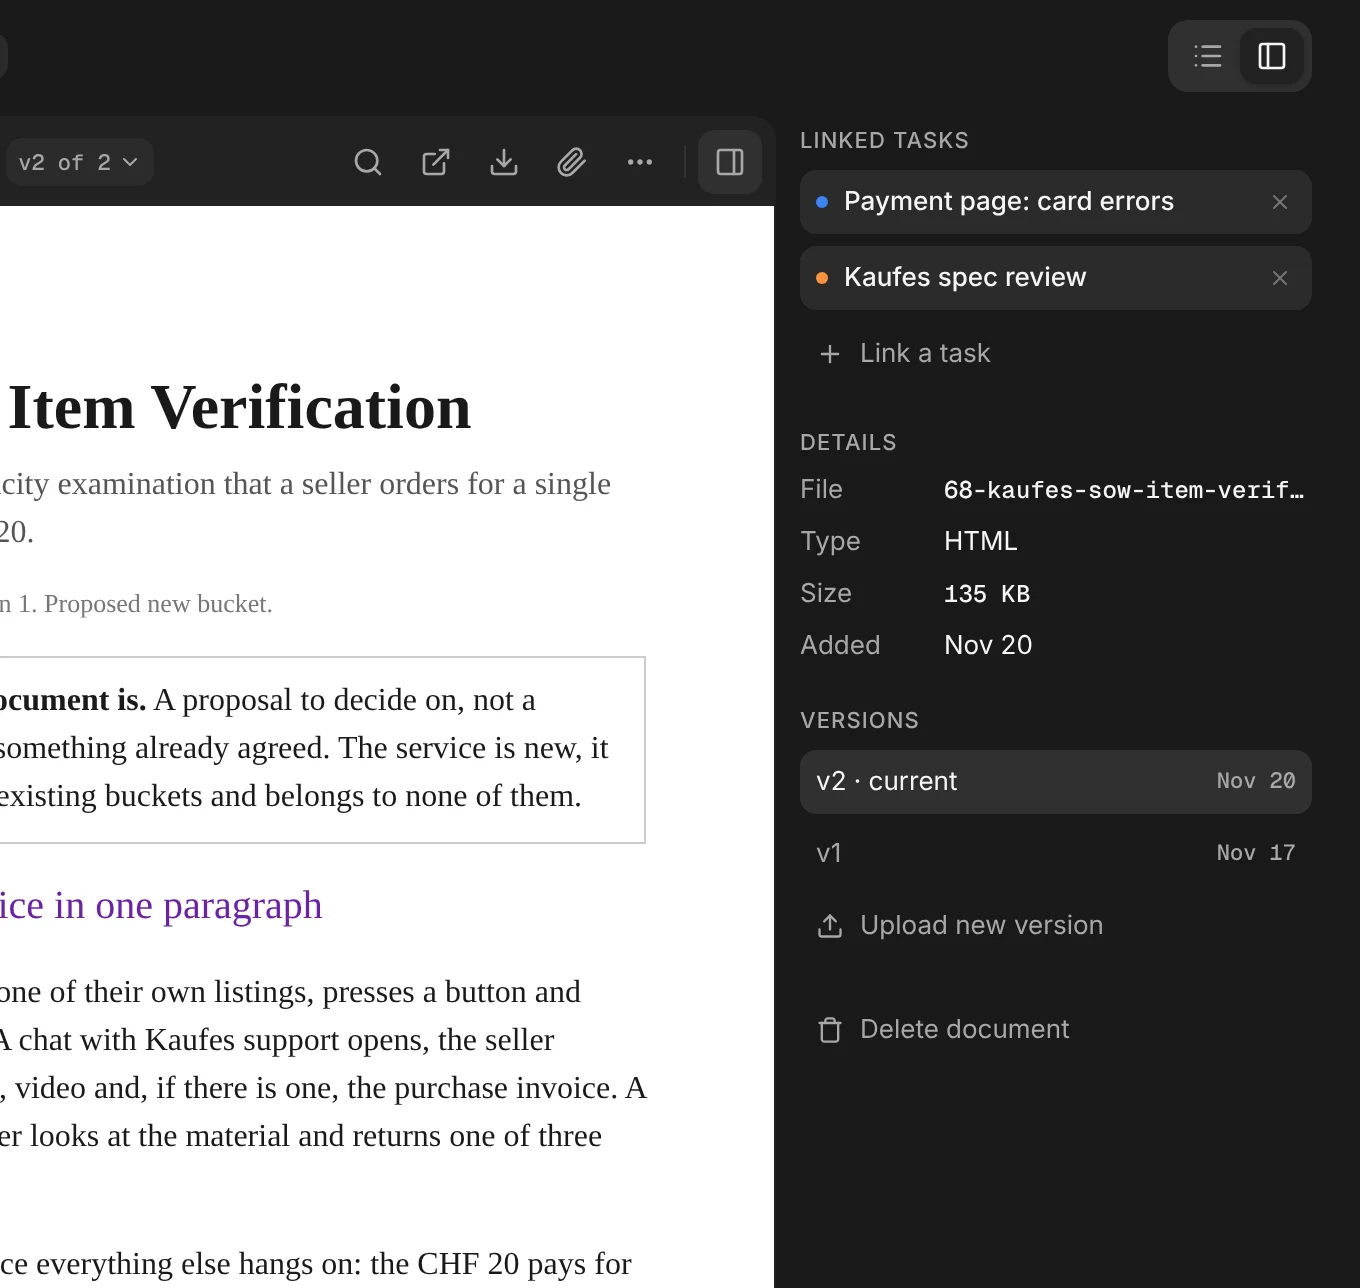 v2 of 2
Item Verification
city examination that a seller orders for a single
20.
n 1. Proposed new bucket.
ocument is. A proposal to decide on, not a
something already agreed. The service is new, it
existing buckets and belongs to none of them.
ice in one paragraph
one of their own listings, presses a button and
A chat with Kaufes support opens, the seller
, video and, if there is one, the purchase invoice. A
er looks at the material and returns one of three
ce everything else hangs on: the CHF 20 pays for
LINKED TASKS
Payment page: card errors
Kaufes spec review
Link a task
DETAILS
File 68-kaufes-sow-item-verif…
Type HTML
Size 135 KB
Added Nov 20
VERSIONS
v2 · current Nov 20
v1 Nov 17
Upload new version
Delete document